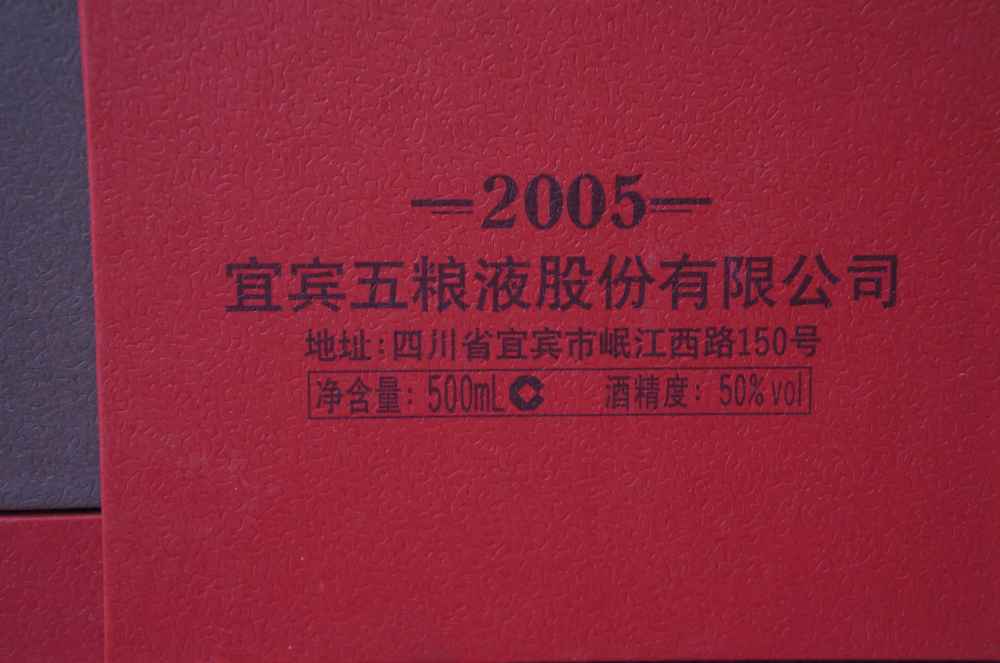 —2005—
宜宾五粮液股份有限公司
地址:四川省宜宾市岷江西路150号
净含量: 500mL 酒精度: 50%vol